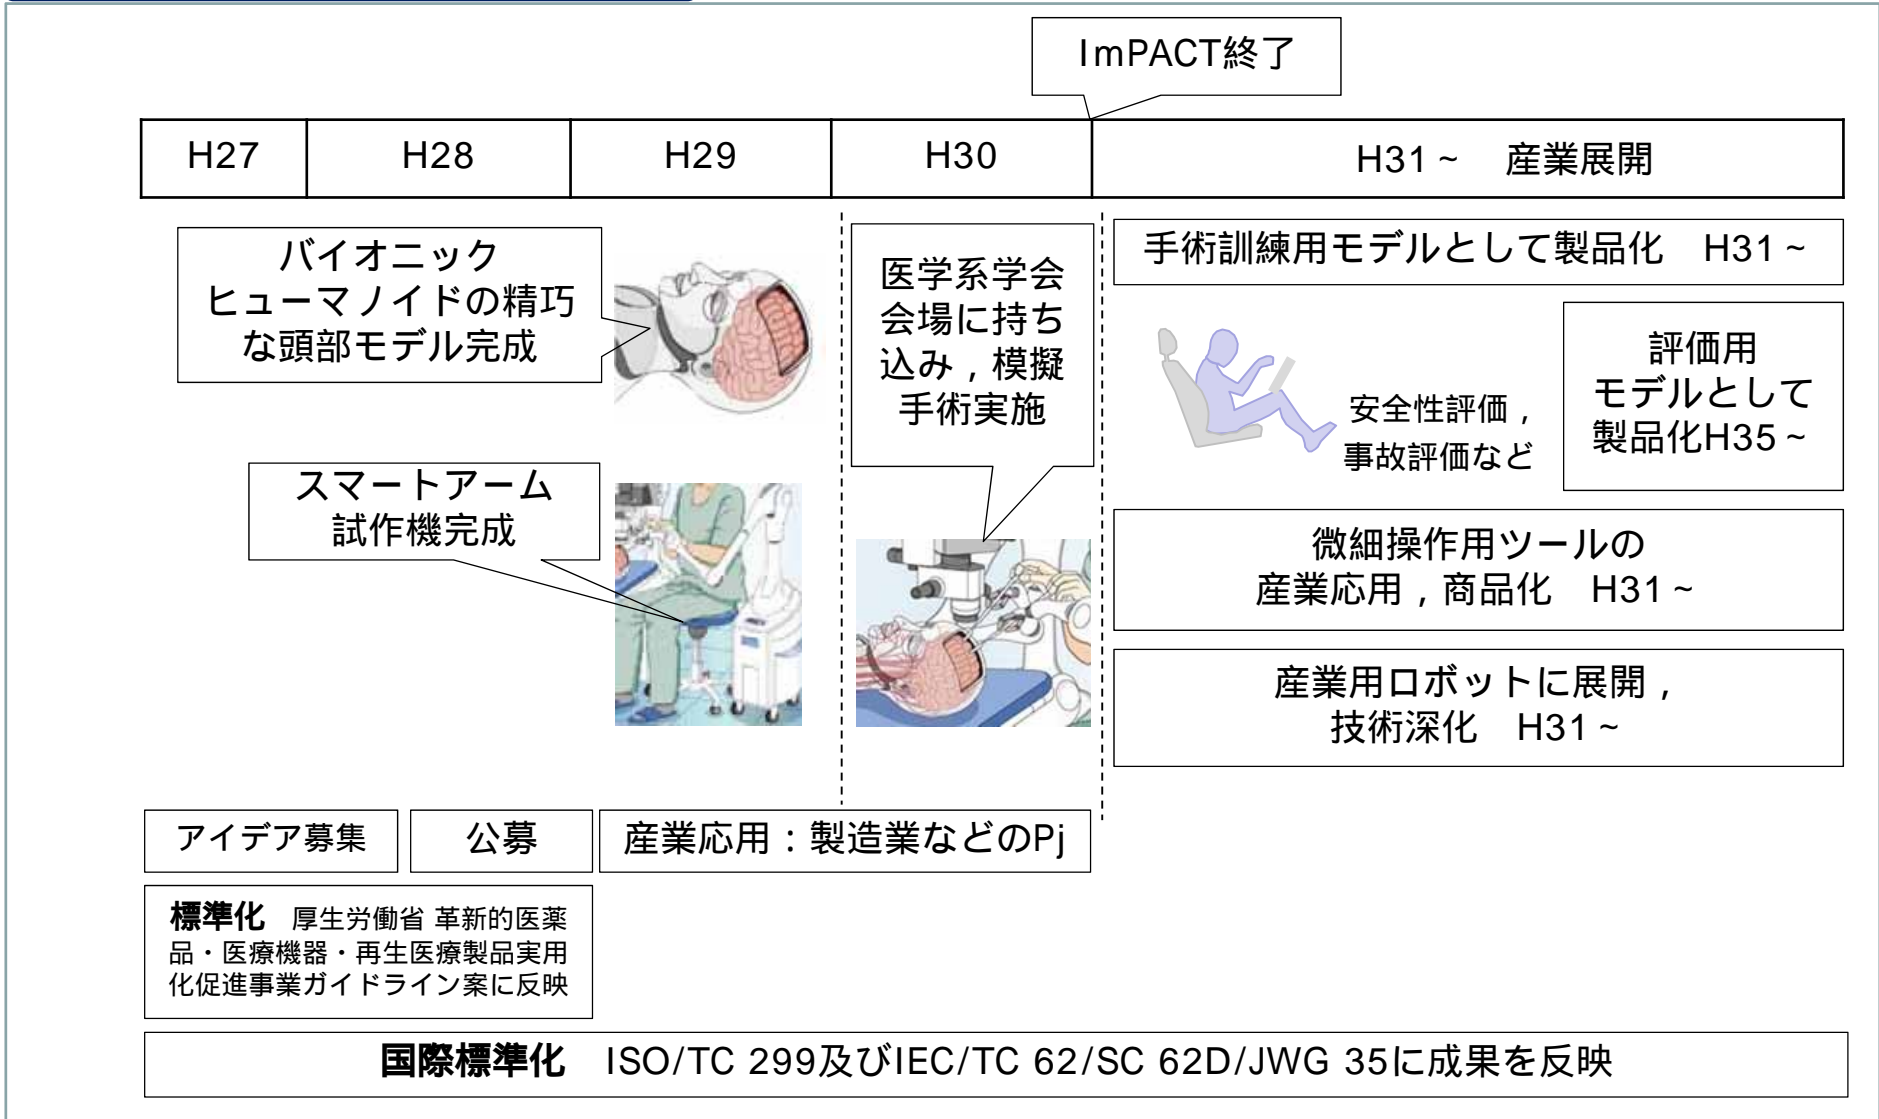 ImPACT終了
H27
H28
H29
H30
H31~ 産業展開
バイオニック
ヒューマノイドの精巧
な頭部モデル完成
スマートアーム
試作機完成
医学系学会
会場に持ち
込み,模擬
手術実施
手術訓練用モデルとして製品化 H31~
安全性評価,
事故評価など
評価用
モデルとして
製品化H35~
微細操作用ツールの
産業応用,商品化 H31~
産業用ロボットに展開,
技術深化 H31~
アイデア募集
公募
産業応用:製造業などのPj
標準化 厚生労働省 革新的医薬
品・医療機器・再生医療製品実用
化促進事業ガイドライン案に反映
国際標準化 ISO/TC 299及びIEC/TC 62/SC 62D/JWG 35に成果を反映